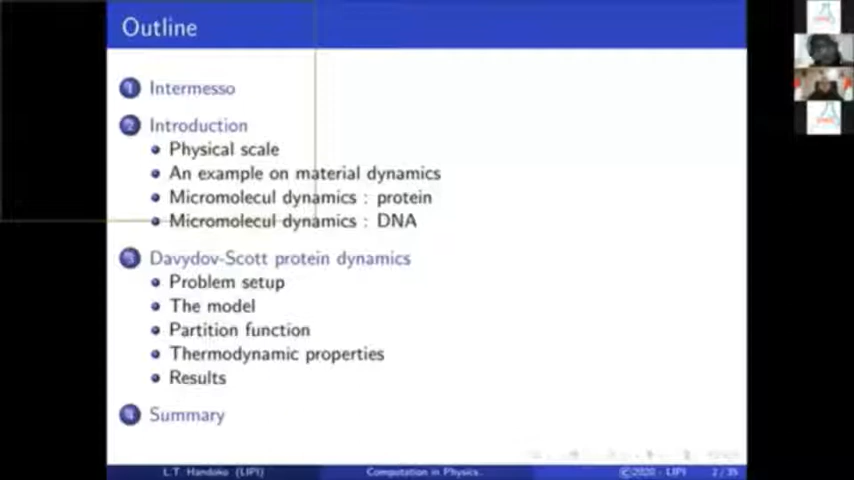 Outline
1 Intermesso
2 Introduction
Physical scale
An example on material dynamics
Micromolecul dynamics : protein
Micromolecul dynamics : DNA
3 Davydov-Scott protein dynamics
Problem setup
The model
Partition function
Thermodynamic properties
Results
4 Summary
L.T. Handoko (LIPI) Computation in Physics. ©2020 - LIPI 2 / 35